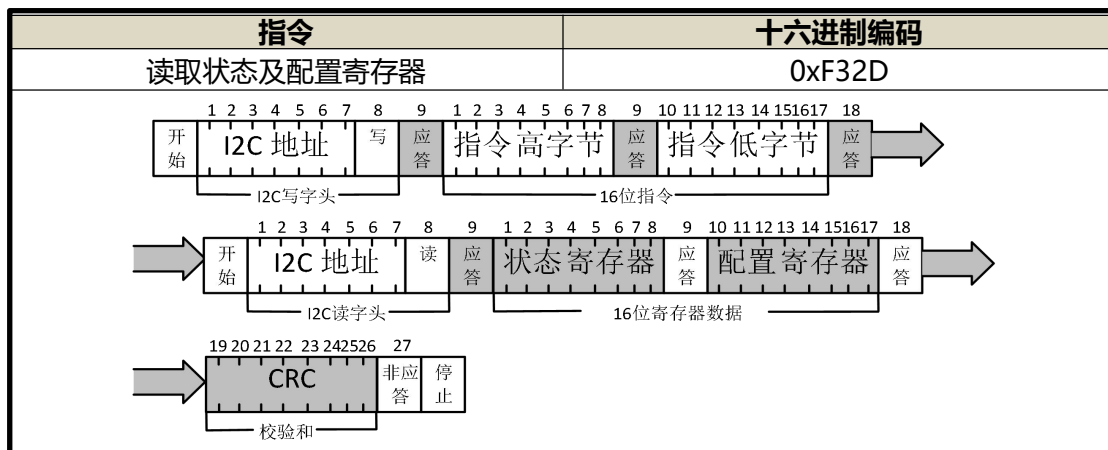 指令 十六进制编码
读取状态及配置寄存器 0xF32D
1 2 3 4 5 6 7 8 9 1 2 3 4 5 6 7 8 9 10 11 12 13 14 15 16 17 18
开始 I2C 地址 写 应答 指令高字节 应答 指令低字节 应答
I2C写字头 16位指令
1 2 3 4 5 6 7 8 9 1 2 3 4 5 6 7 8 9 10 11 12 13 14 15 16 17 18
开始 I2C 地址 读 应答 状态寄存器 应答 配置寄存器 应答
I2C读字头 16位寄存器数据
19 20 21 22 23 24 25 26 27
CRC 非应答 停止
校验和